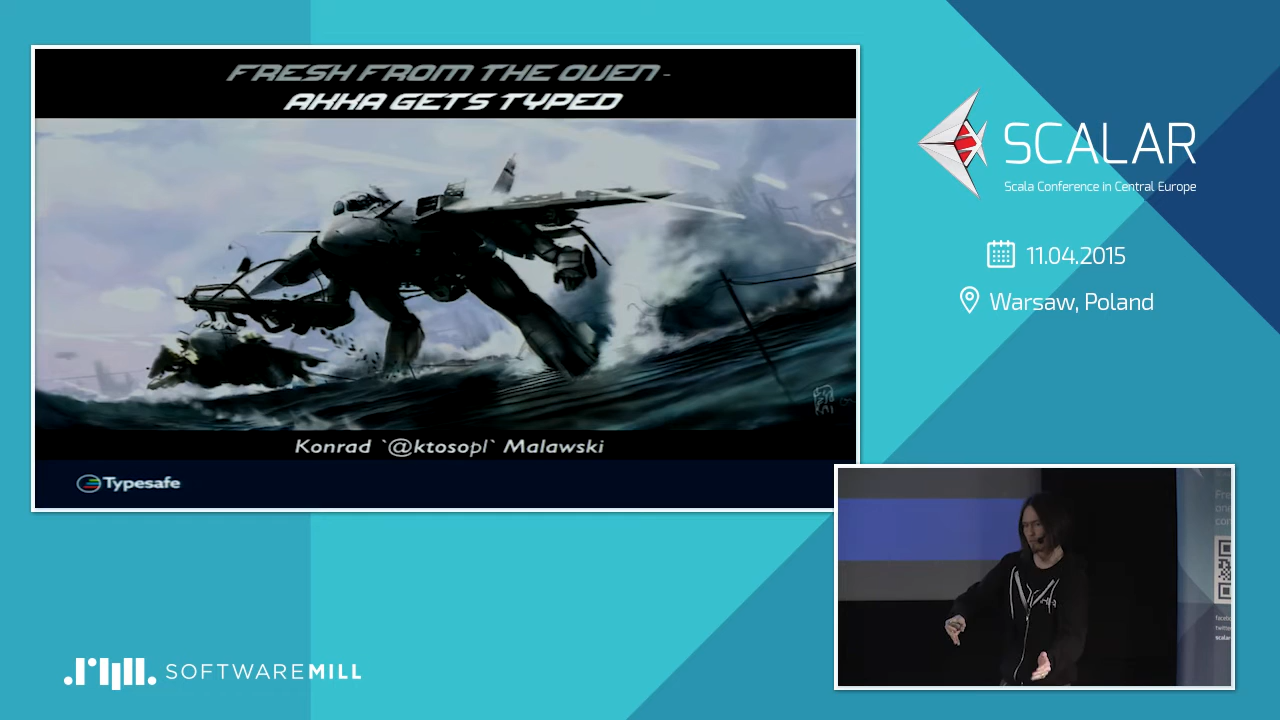 FRESH FROM THE OVEN -
AKKA GETS TYPED
Konrad `@ktosopl` Malawski
Typesafe
SCALAR
Scala Conference in Central Europe
11.04.2015
Warsaw, Poland
SOFTWAREMILL